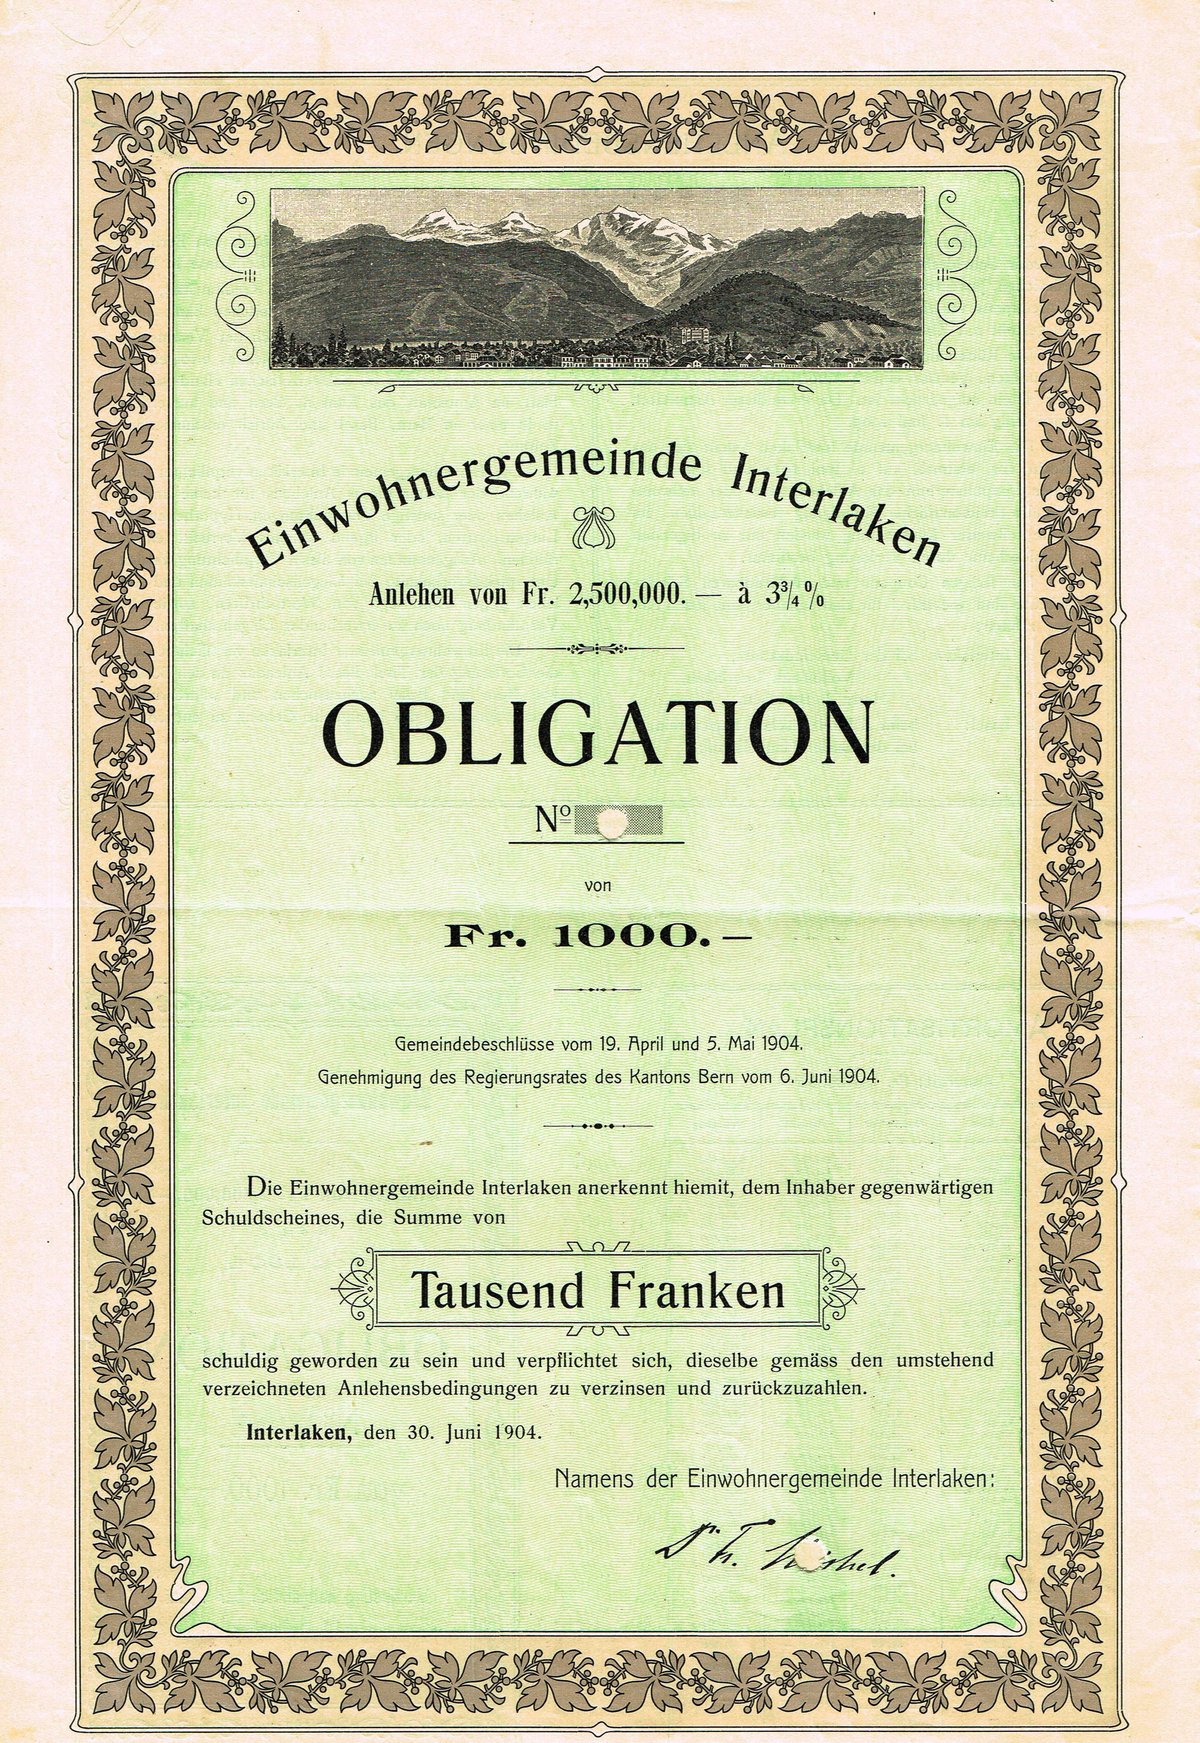 Einwohnergemeinde Interlaken
Anlehen von Fr. 2,500,000. — à 3¾%
OBLIGATION
Nº
von
Fr. 1000. —
Gemeindebeschlüsse vom 19. April und 5. Mai 1904.
Genehmigung des Regierungsrates des Kantons Bern vom 6. Juni 1904.
Die Einwohnergemeinde Interlaken anerkennt hiemit, dem Inhaber gegenwärtigen
Schuldscheines, die Summe von
Tausend Franken
schuldig geworden zu sein und verpflichtet sich, dieselbe gemäss den umstehend
verzeichneten Anlehensbedingungen zu verzinsen und zurückzuzahlen.
Interlaken, den 30. Juni 1904.
Namens der Einwohnergemeinde Interlaken: